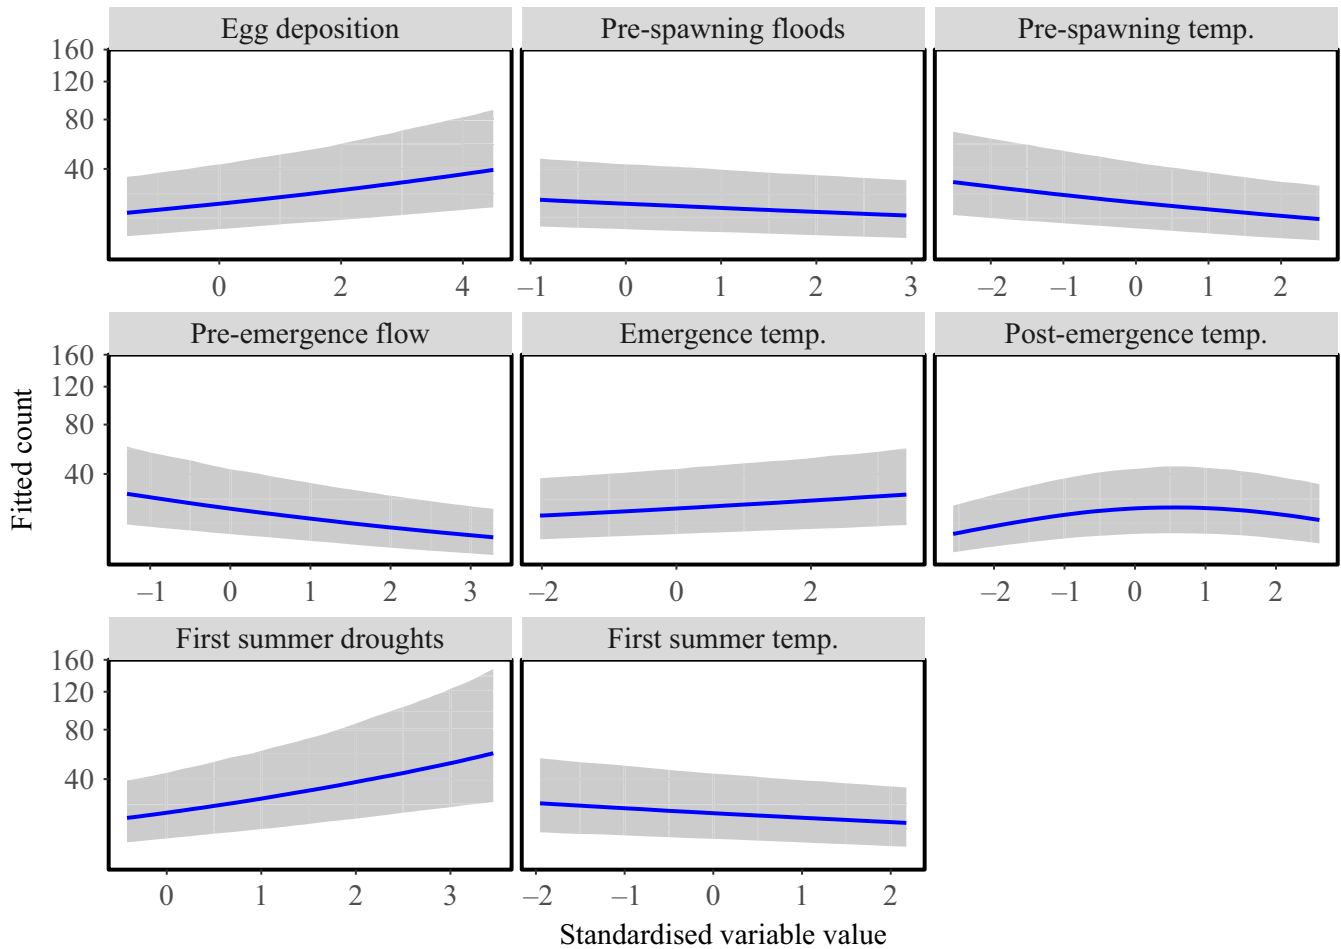 Egg deposition
Pre-spawning floods
Pre-spawning temp.
160
120
80
40
0 2 4
–1 0 1 2 3
–2 –1 0 1 2
Pre-emergence flow
Emergence temp.
Post-emergence temp.
Fitted count
160
120
80
40
–1 0 1 2 3
–2 0 2
–2 –1 0 1 2
First summer droughts
First summer temp.
160
120
80
40
0 1 2 3
–2 –1 0 1 2
Standardised variable value